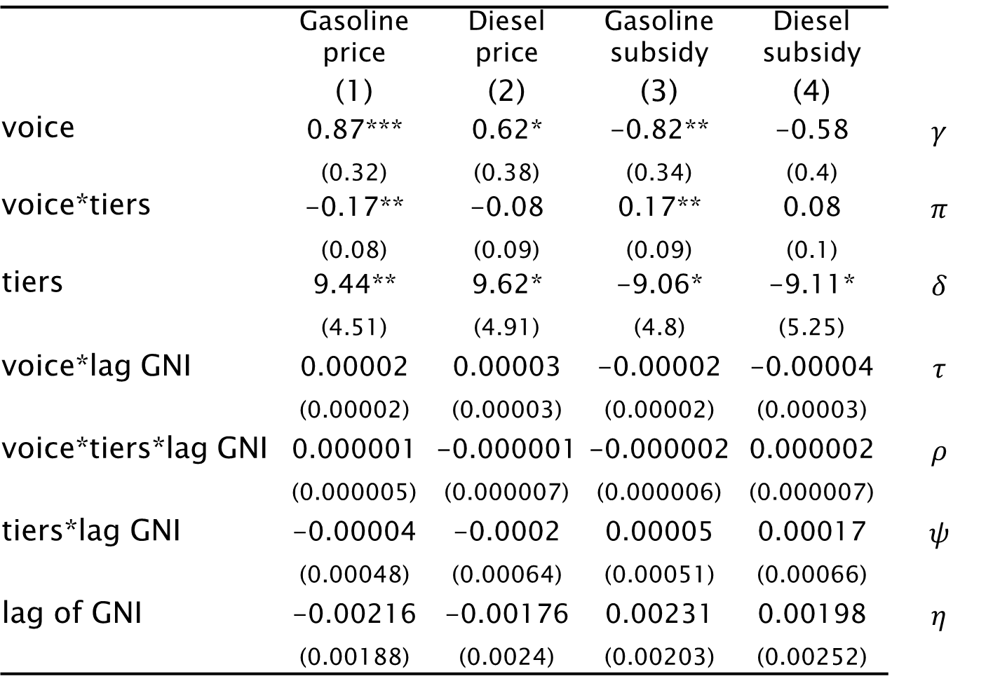 Gasoline Diesel Gasoline Diesel
price price subsidy subsidy
(1) (2) (3) (4)
voice 0.87*** 0.62* –0.82** –0.58 γ
(0.32) (0.38) (0.34) (0.4)
voice*tiers –0.17** –0.08 0.17** 0.08 π
(0.08) (0.09) (0.09) (0.1)
tiers 9.44** 9.62* –9.06* –9.11* δ
(4.51) (4.91) (4.8) (5.25)
voice*lag GNI 0.00002 0.00003 –0.00002 –0.00004 τ
(0.00002) (0.00003) (0.00002) (0.00003)
voice*tiers*lag GNI 0.000001 –0.000001 –0.000002 0.000002 ρ
(0.000005) (0.000007) (0.000006) (0.000007)
tiers*lag GNI –0.00004 –0.0002 0.00005 0.00017 ψ
(0.00048) (0.00064) (0.00051) (0.00066)
lag of GNI –0.00216 –0.00176 0.00231 0.00198 η
(0.00188) (0.0024) (0.00203) (0.00252)